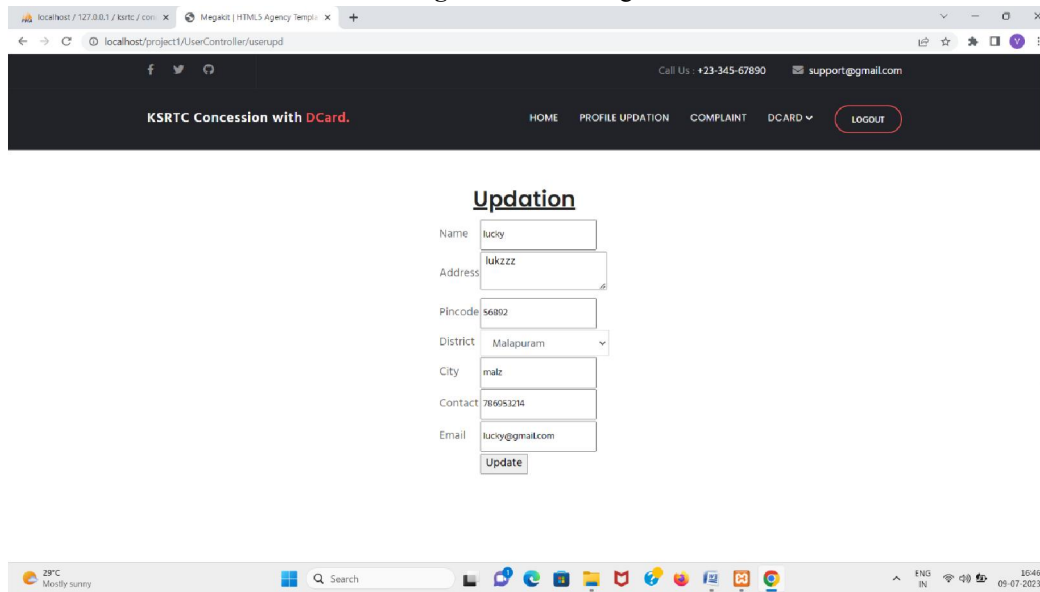 localhost / 127.0.0.1 / ksrtc / con
Megakit | HTML5 Agency Templa
localhost/project1/UserController/userupd
Call Us : +23-345-67890 support@gmail.com
KSRTC Concession with DCard.
HOME PROFILE UPDATION COMPLAINT DCARD LOGOUT
Updation
Name lucky
Address lukzzz
Pincode 56892
District Malapuram
City malz
Contact 786953214
Email lucky@gmail.com
Update
29°C
Mostly sunny
Search
ENG
IN
16:46
09-07-2023